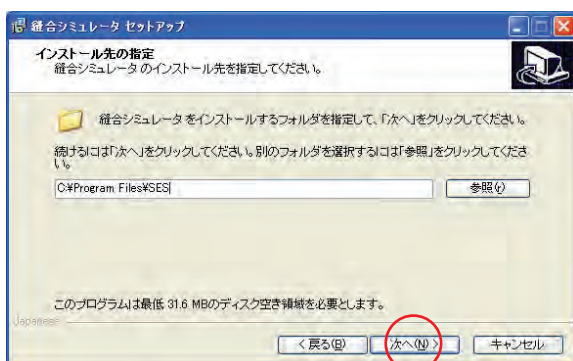 縫合シミュレータ セットアップ
インストール先の指定
縫合シミュレータ のインストール先を指定してください。
縫合シミュレータ をインストールするフォルダを指定して、「次へ」をクリックしてください。
続けるには「次へ」をクリックしてください。別のフォルダを選択するには「参照」をクリックしてくださ
い。
C:¥Program Files¥SES
参照(r)
このプログラムは最低 31.6 MBのディスク空き領域を必要とします。
Japanese
< 戻る(B)
次へ(N) >
キャンセル